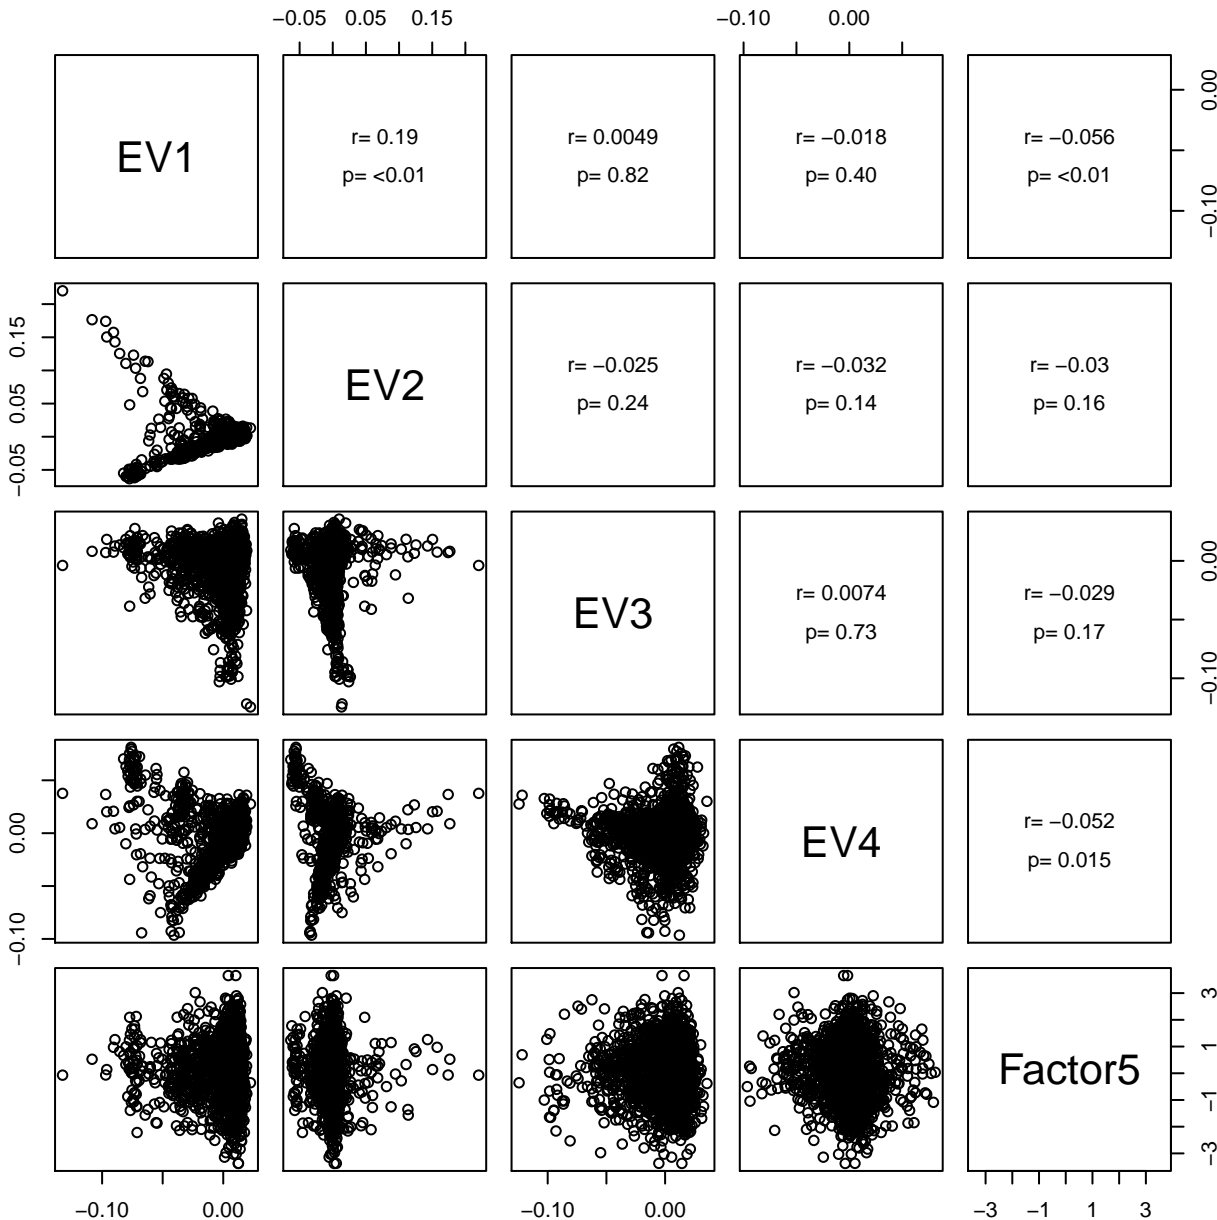 −0.05 0.05 0.15 −0.10 0.00
EV1
r= 0.19
p= <0.01
r= 0.0049
p= 0.82
r= −0.018
p= 0.40
r= −0.056
p= <0.01
0.00
−0.10
0.15
0.05
−0.05
EV2
r= −0.025
p= 0.24
r= −0.032
p= 0.14
r= −0.03
p= 0.16
EV3
r= 0.0074
p= 0.73
r= −0.029
p= 0.17
0.00
−0.10
0.00
−0.10
EV4
r= −0.052
p= 0.015
Factor5
3
1
−1
−3
−0.10 0.00 −0.10 0.00 −3 −1 1 3